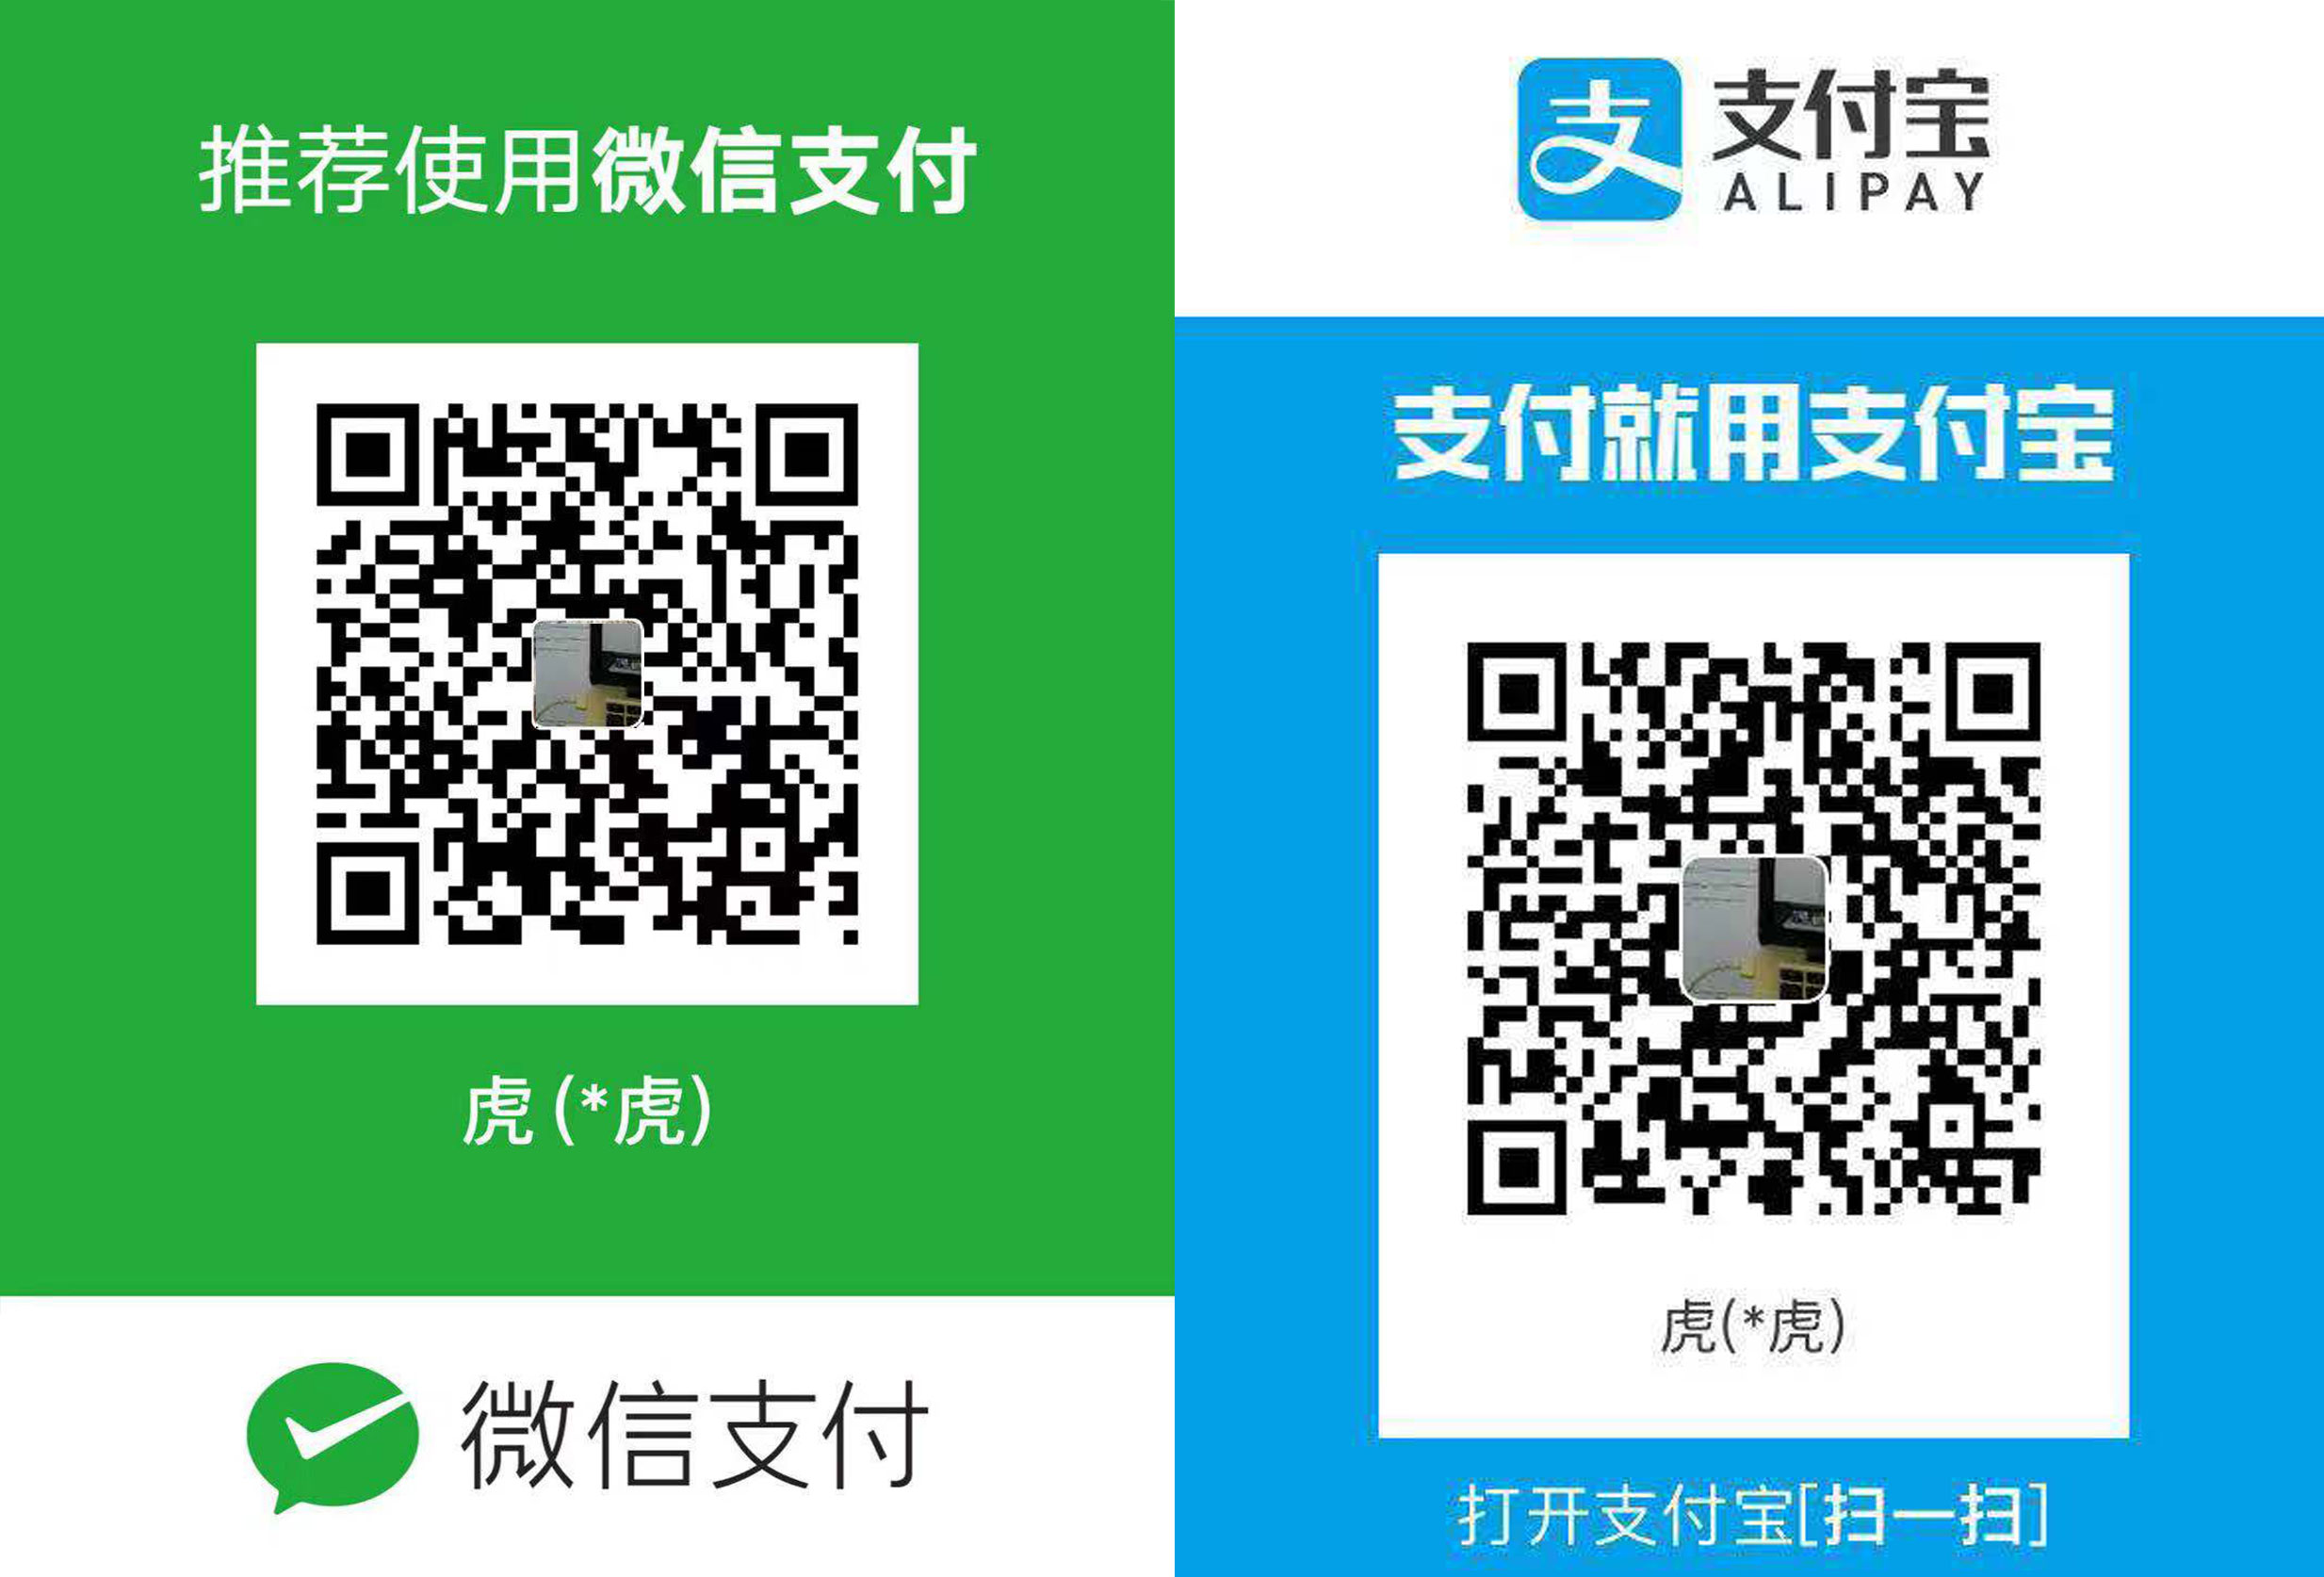 推荐使用微信支付
虎(*虎)
微信支付
支
支付宝
ALIPAY
支付就用支付宝
虎(*虎)
打开支付宝[扫一扫]